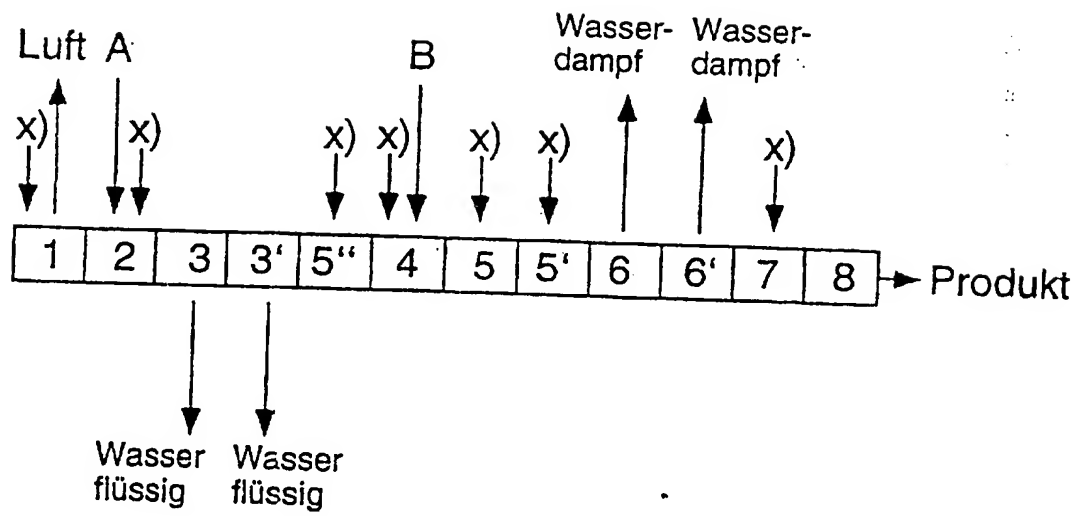 Wasser- Wasser-
dampf dampf
Luft A B
x) x) x) x) x) x) x)
1 2 3 3‘ 5“ 4 5 5‘ 6 6‘ 7 8 Produkt
Wasser Wasser
flüssig flüssig